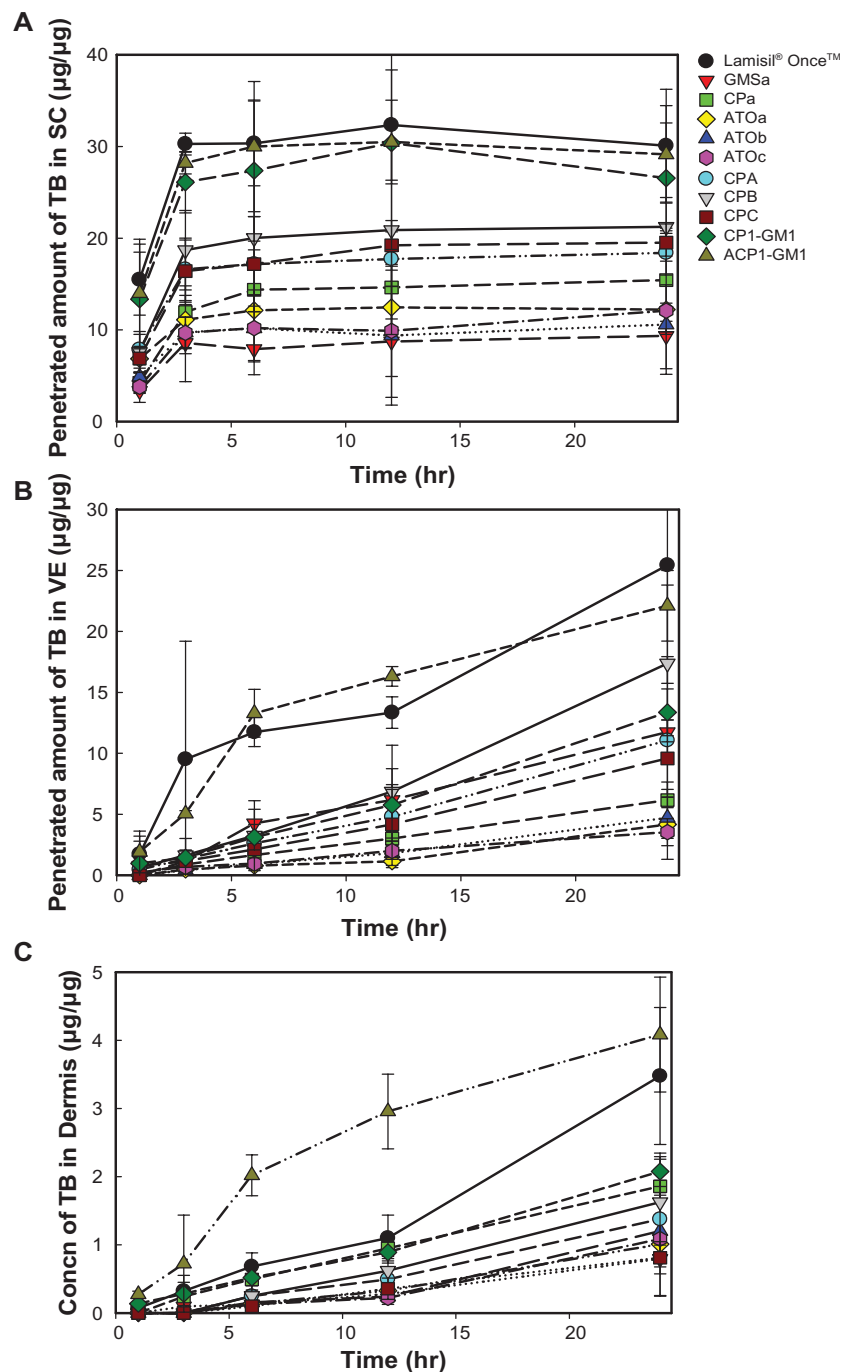 A
Penetrated amount of TB in SC (µg/µg)
40
30
20
10
0
0 5 10 15 20
Time (hr)
Lamisil® Once™
GMSa
CPa
ATOa
ATOb
ATOc
CPA
CPB
CPC
CP1-GM1
ACP1-GM1
B
Penetrated amount of TB in VE (µg/µg)
30
25
20
15
10
5
0
0 5 10 15 20
Time (hr)
C
Concn of TB in Dermis (µg/µg)
5
4
3
2
1
0
0 5 10 15 20
Time (hr)